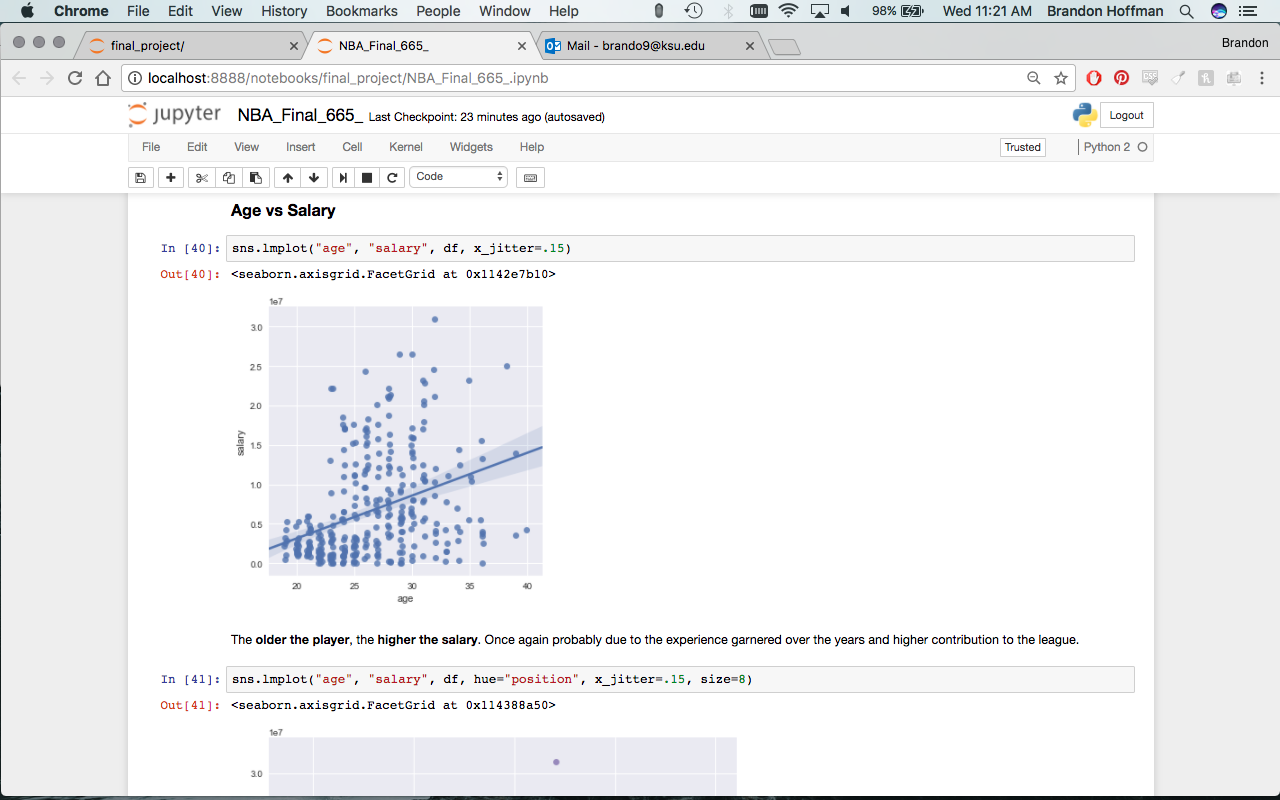 Chrome File Edit View History Bookmarks People Window Help 98% Wed 11:21 AM Brandon Hoffman
final_project/ NBA_Final_665_ Mail - brando9@ksu.edu Brandon
localhost:8888/notebooks/final_project/NBA_Final_665_.ipynb
jupyter NBA_Final_665_ Last Checkpoint: 23 minutes ago (autosaved) Logout
File Edit View Insert Cell Kernel Widgets Help Trusted Python 2
Code
Age vs Salary
In [40]: sns.lmplot("age", "salary", df, x_jitter=.15)
Out[40]: <seaborn.axisgrid.FacetGrid at 0x1142e7b10>
1e7
3.0
2.5
2.0
1.5
salary
1.0
0.5
0.0
20 25 30 35 40
age
The older the player, the higher the salary. Once again probably due to the experience garnered over the years and higher contribution to the league.
In [41]: sns.lmplot("age", "salary", df, hue="position", x_jitter=.15, size=8)
Out[41]: <seaborn.axisgrid.FacetGrid at 0x114388a50>
1e7
3.0